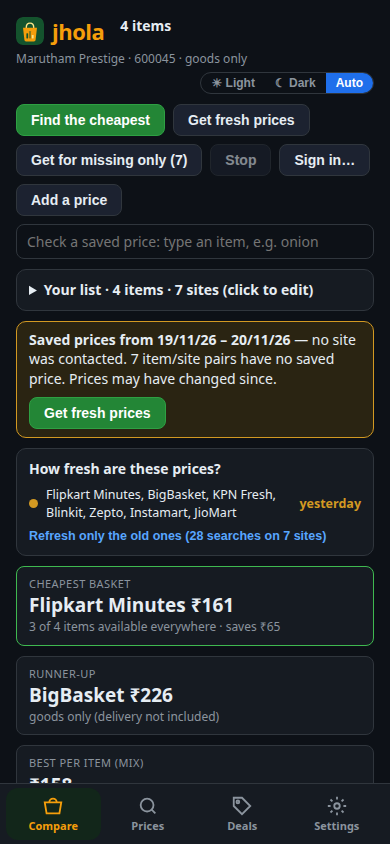 jhola 4 items
Marutham Prestige · 600045 · goods only
☀ Light ☾ Dark Auto
Find the cheapest Get fresh prices
Get for missing only (7) Stop Sign in…
Add a price
Check a saved price: type an item, e.g. onion
▶ Your list · 4 items · 7 sites (click to edit)
Saved prices from 19/11/26 – 20/11/26 — no site
was contacted. 7 item/site pairs have no saved
price. Prices may have changed since.
Get fresh prices
How fresh are these prices?
Flipkart Minutes, BigBasket, KPN Fresh,
Blinkit, Zepto, Instamart, JioMart
yesterday
Refresh only the old ones (28 searches on 7 sites)
CHEAPEST BASKET
Flipkart Minutes ₹161
3 of 4 items available everywhere · saves ₹65
RUNNER-UP
BigBasket ₹226
goods only (delivery not included)
BEST PER ITEM (MIX)
₹158
Compare Prices Deals Settings